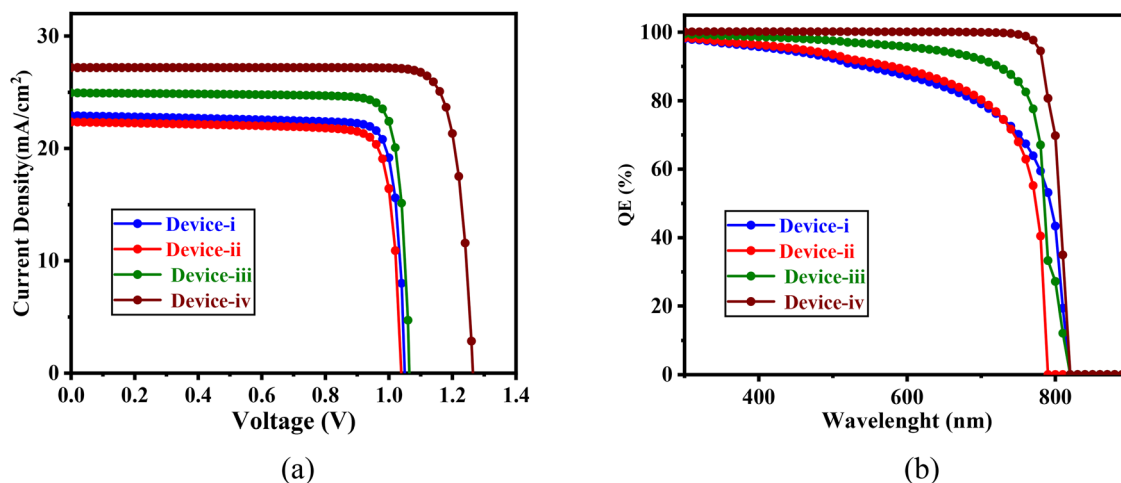 30
20
10
0
Current Density(mA/cm²)
0.0 0.2 0.4 0.6 0.8 1.0 1.2 1.4
Voltage (V)
Device-i
Device-ii
Device-iii
Device-iv
(a)
100
80
60
40
20
0
QE (%)
400 600 800
Wavelenght (nm)
Device-i
Device-ii
Device-iii
Device-iv
(b)